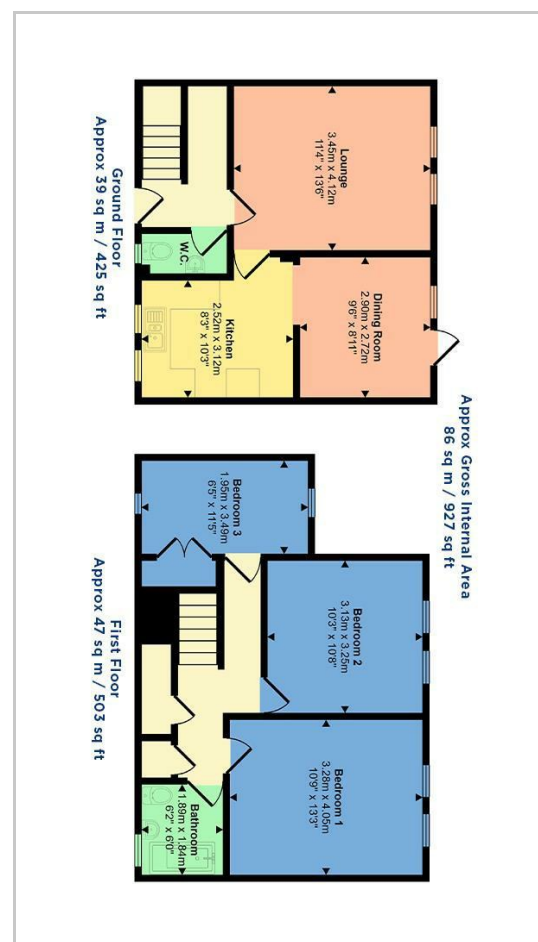 Approx Gross Internal Area
86 sq m / 927 sq ft
Lounge
3.45m x 4.12m
11'4" x 13'6"
Dining Room
2.90m x 2.72m
9'6" x 8'11"
W.C.
Kitchen
2.52m x 3.12m
8'3" x 10'3"
Ground Floor
Approx 39 sq m / 425 sq ft
Bedroom 3
1.95m x 3.49m
6'5" x 11'5"
Bedroom 2
3.13m x 3.25m
10'3" x 10'8"
Bedroom 1
3.28m x 4.05m
10'9" x 13'3"
Bathroom
1.89m x 1.84m
6'2" x 6'0"
First Floor
Approx 47 sq m / 503 sq ft